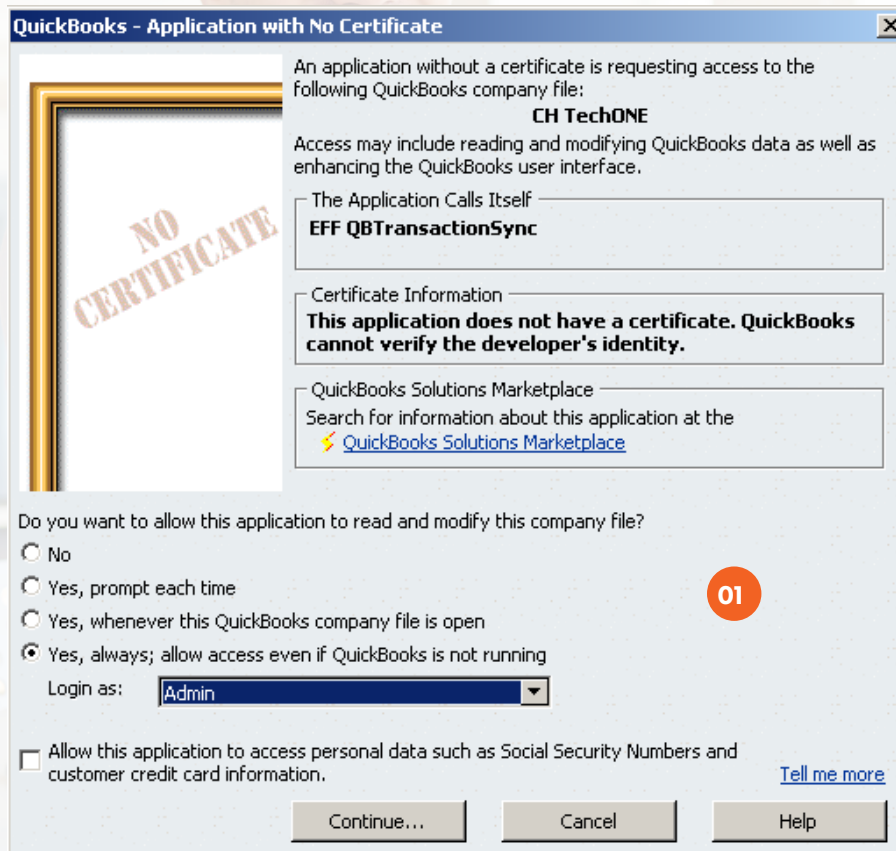 QuickBooks - Application with No Certificate
An application without a certificate is requesting access to the
following QuickBooks company file:
CH TechONE
Access may include reading and modifying QuickBooks data as well as
enhancing the QuickBooks user interface.
The Application Calls Itself
EFF QBTransactionSync
NO
CERTIFICATE
Certificate Information
This application does not have a certificate. QuickBooks
cannot verify the developer's identity.
QuickBooks Solutions Marketplace
Search for information about this application at the
QuickBooks Solutions Marketplace
Do you want to allow this application to read and modify this company file?
No
Yes, prompt each time
01
Yes, whenever this QuickBooks company file is open
Yes, always; allow access even if QuickBooks is not running
Login as: Admin
Allow this application to access personal data such as Social Security Numbers and
customer credit card information.
Tell me more
Continue... Cancel Help